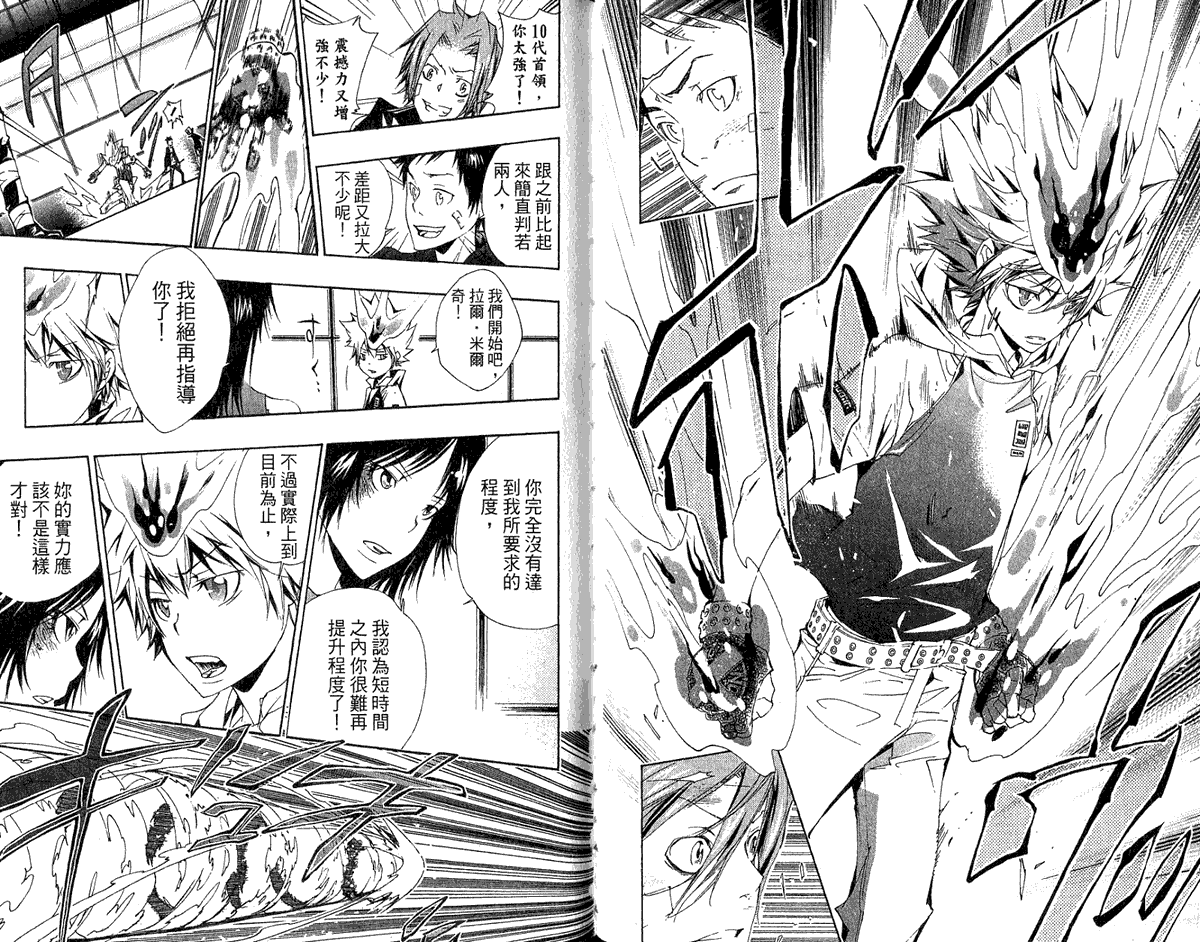 10代首領，
你太強了！
震撼力又增
強不少！
跟之前比起
來簡直判若
兩人，
差距又拉大
不少呢！
我們開始吧，
拉爾·米爾
奇！
我拒絕再指導
你了！
你完全沒有達
到我所要求的
程度，
我認為短時間
之內你很難再
提升程度了！
不過實際上到
目前為止，
妳的實力應
該不是這樣
才對！